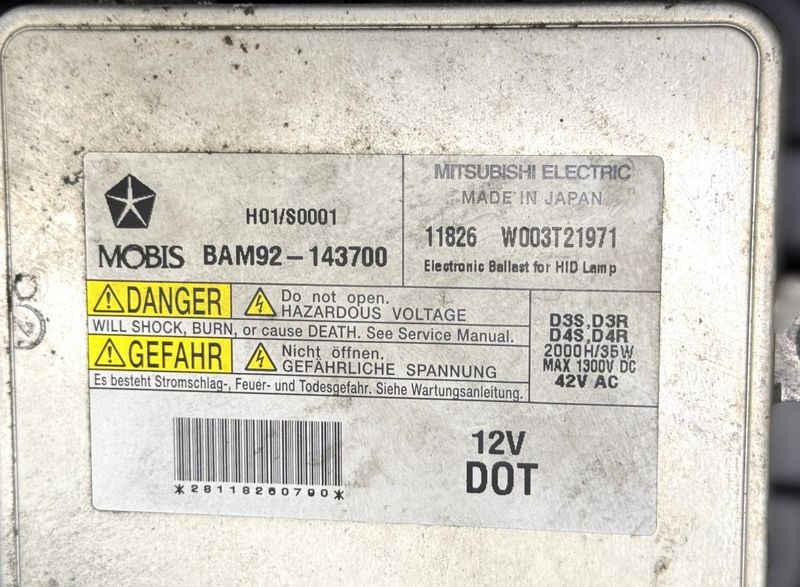 H01/S0001
MOBIS BAM92-143700
MITSUBISHI ELECTRIC
MADE IN JAPAN
11826 W003T21971
Electronic Ballast for HID Lamp
DANGER
Do not open.
HAZARDOUS VOLTAGE
WILL SHOCK, BURN, or cause DEATH. See Service Manual.
GEFAHR
Nicht öffnen.
GEFÄHRLICHE SPANNUNG
Es besteht Stromschlag-, Feuer- und Todesgefahr. Siehe Wartungsanleitung.
D3S,D3R
D4S,D4R
2000H/35W
MAX 1300V DC
42V AC
*28118260790*
12V
DOT